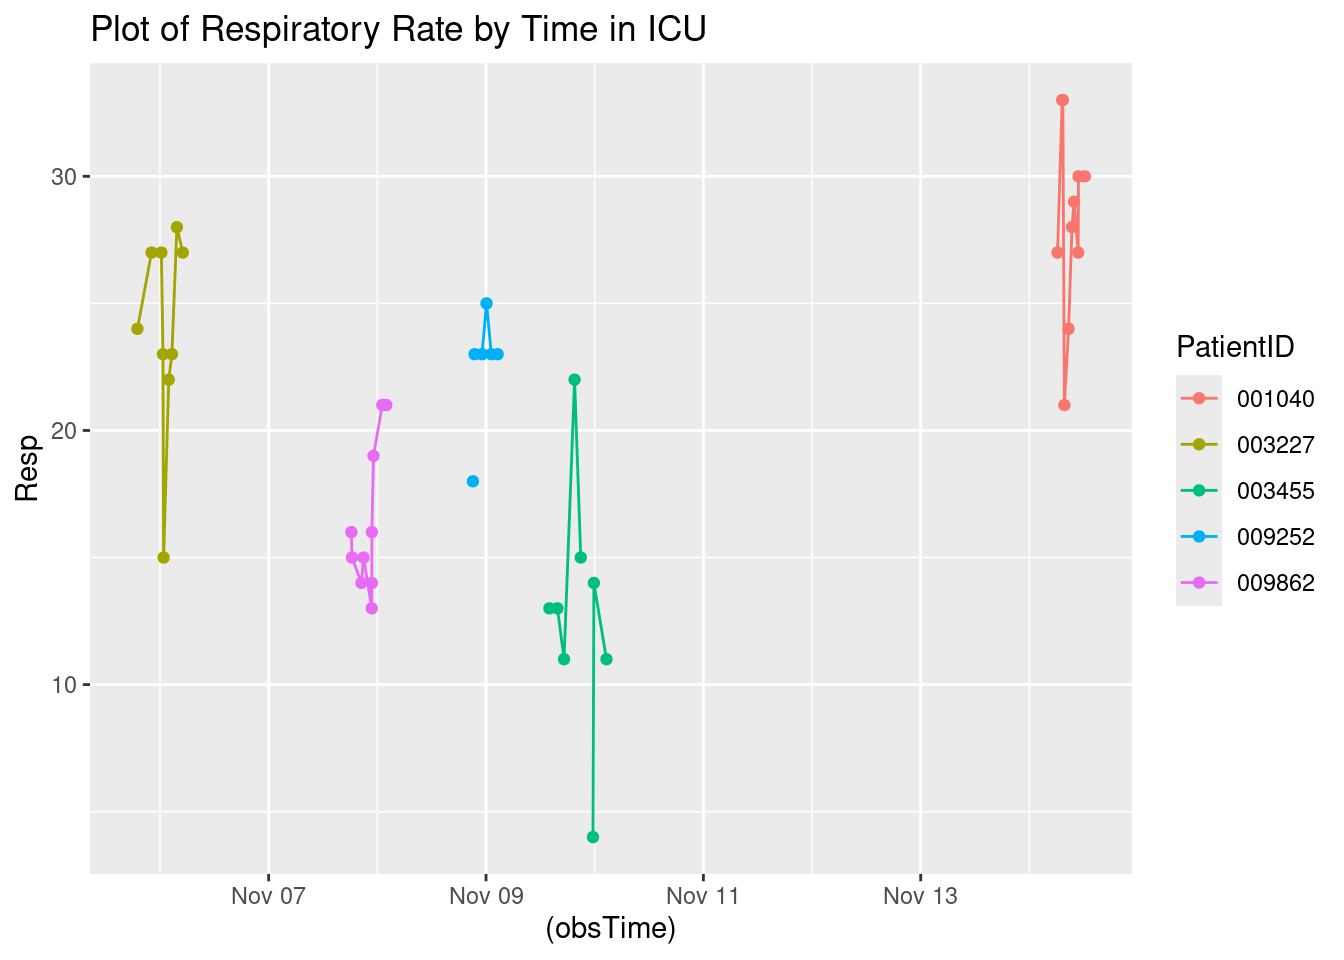 Plot of Respiratory Rate by Time in ICU
30
20
10
Resp
Nov 07 Nov 09 Nov 11 Nov 13
(obsTime)
PatientID
001040
003227
003455
009252
009862